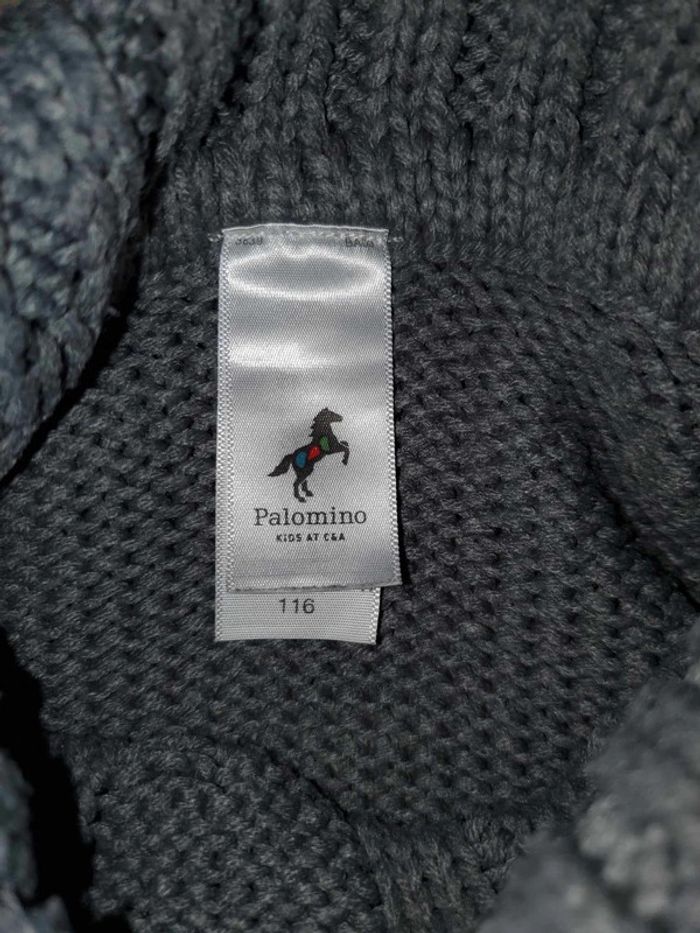 Palomino
KIDS AT C&A
116